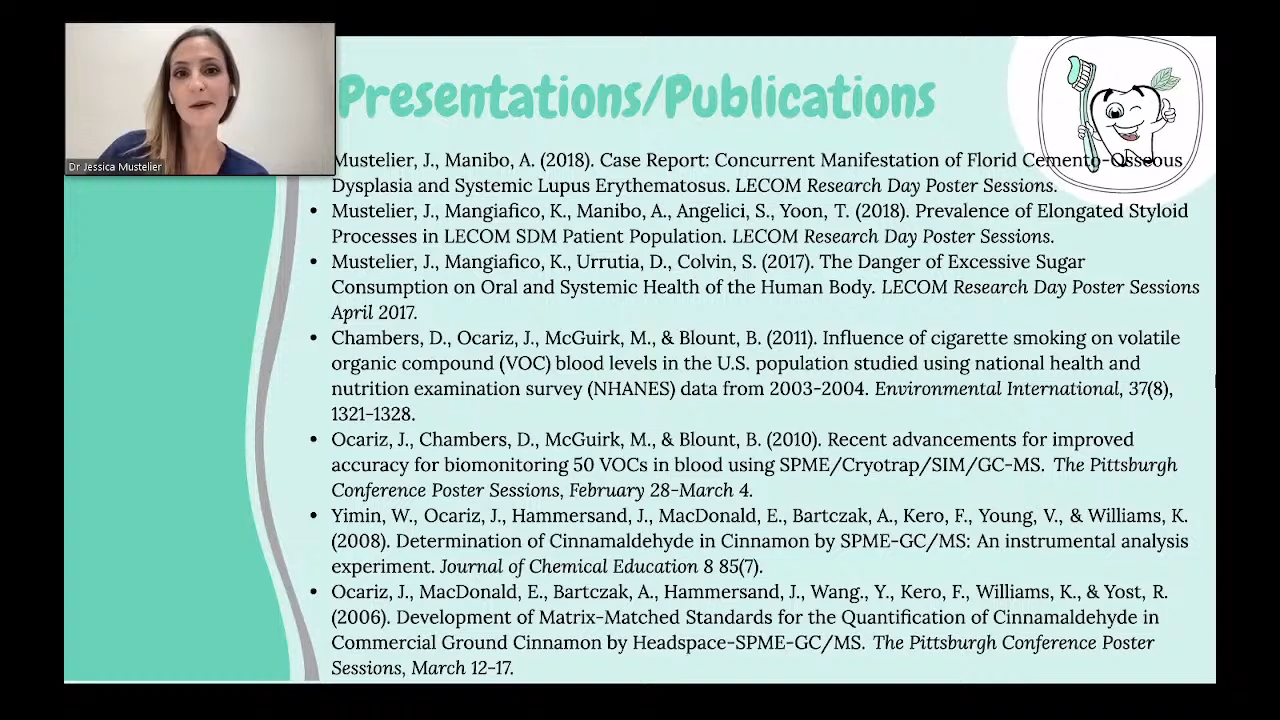 Presentations/Publications
Dr Jessica Mustelier
Mustelier, J., Manibo, A. (2018). Case Report: Concurrent Manifestation of Florid Cemento-Osseous
Dysplasia and Systemic Lupus Erythematosus. LECOM Research Day Poster Sessions.
• Mustelier, J., Mangiafico, K., Manibo, A., Angelici, S., Yoon, T. (2018). Prevalence of Elongated Styloid
Processes in LECOM SDM Patient Population. LECOM Research Day Poster Sessions.
• Mustelier, J., Mangiafico, K., Urrutia, D., Colvin, S. (2017). The Danger of Excessive Sugar
Consumption on Oral and Systemic Health of the Human Body. LECOM Research Day Poster Sessions
April 2017.
• Chambers, D., Ocariz, J., McGuirk, M., & Blount, B. (2011). Influence of cigarette smoking on volatile
organic compound (VOC) blood levels in the U.S. population studied using national health and
nutrition examination survey (NHANES) data from 2003-2004. Environmental International, 37(8),
1321-1328.
• Ocariz, J., Chambers, D., McGuirk, M., & Blount, B. (2010). Recent advancements for improved
accuracy for biomonitoring 50 VOCs in blood using SPME/Cryotrap/SIM/GC-MS. The Pittsburgh
Conference Poster Sessions, February 28-March 4.
• Yimin, W., Ocariz, J., Hammersand, J., MacDonald, E., Bartczak, A., Kero, F., Young, V., & Williams, K.
(2008). Determination of Cinnamaldehyde in Cinnamon by SPME-GC/MS: An instrumental analysis
experiment. Journal of Chemical Education 8 85(7).
• Ocariz, J., MacDonald, E., Bartczak, A., Hammersand, J., Wang., Y., Kero, F., Williams, K., & Yost, R.
(2006). Development of Matrix-Matched Standards for the Quantification of Cinnamaldehyde in
Commercial Ground Cinnamon by Headspace-SPME-GC/MS. The Pittsburgh Conference Poster
Sessions, March 12-17.